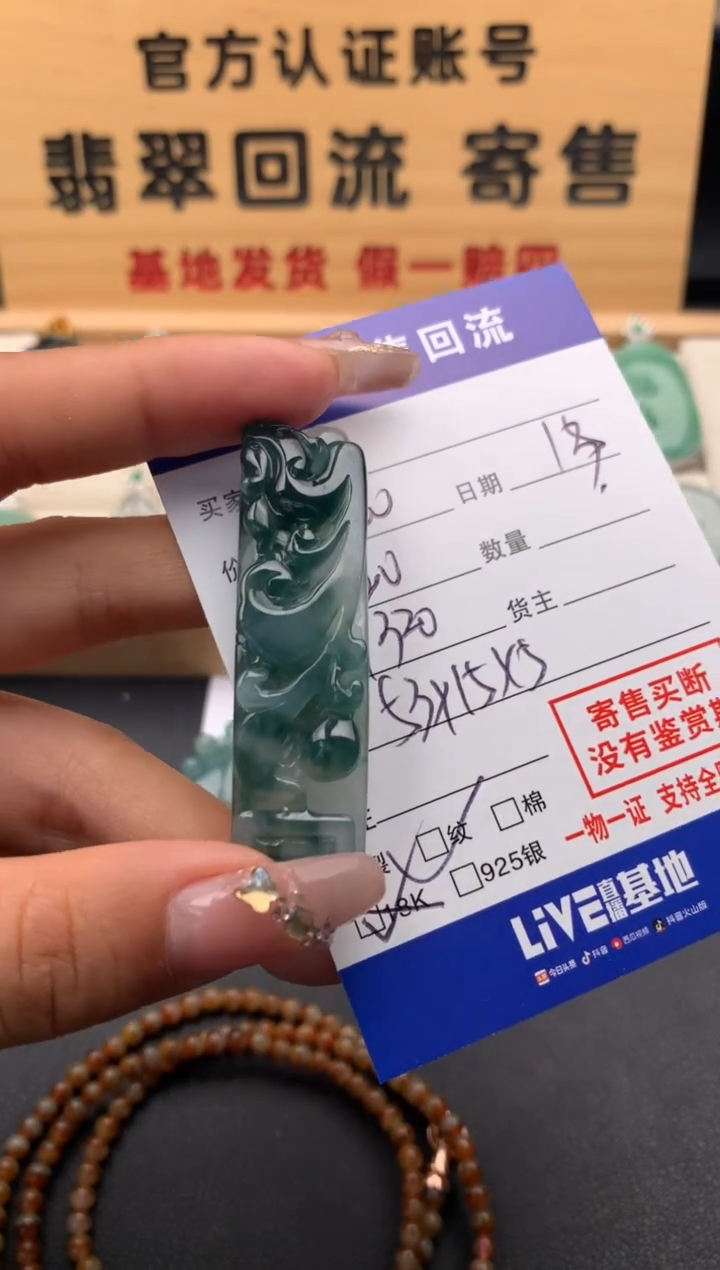 官方认证账号
翡翠回流 寄售
基地发货 假一赔四
回流
买家
日期
数量
320
货主
53x15x5
寄售买断
没有鉴赏期
一物一证 支持全
裂 □纹 □棉
□18K □925银
LiVE直播基地
今日头条 抖音 西瓜视频 抖音火山版